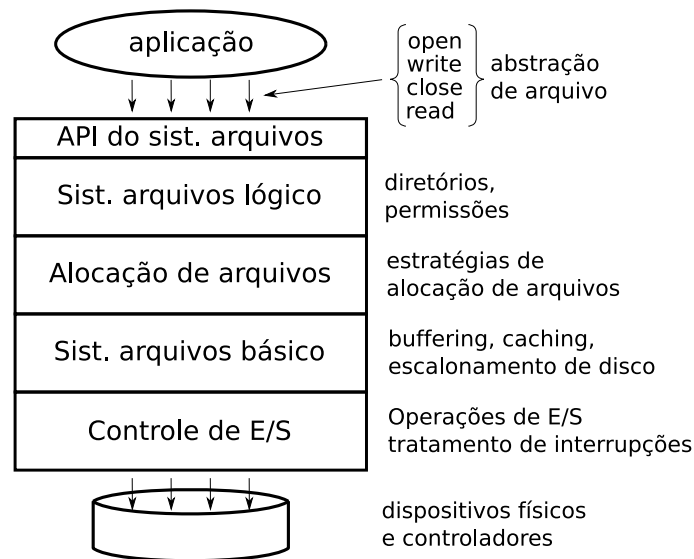 aplicação
open
write
close
read
abstração
de arquivo
API do sist. arquivos
Sist. arquivos lógico
diretórios,
permissões
Alocação de arquivos
estratégias de
alocação de arquivos
Sist. arquivos básico
buffering, caching,
escalonamento de disco
Controle de E/S
Operações de E/S
tratamento de interrupções
dispositivos físicos
e controladores